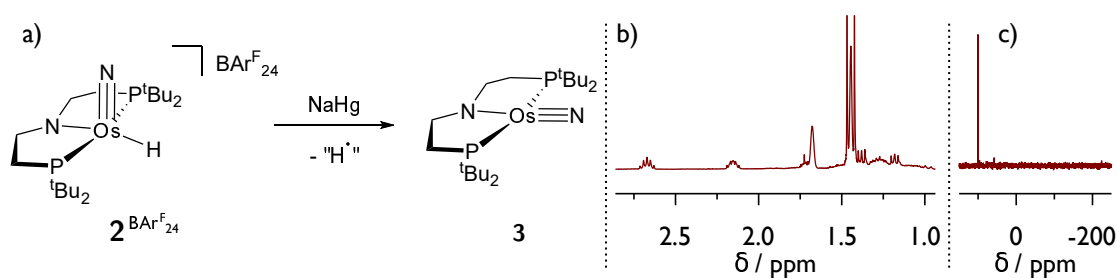 a)
N
] BArF24
PtBu2
N
Os
H
P
tBu2
2BArF24
NaHg
- "H•"
PtBu2
N
Os≡N
P
tBu2
3
b)
2.5 2.0 1.5 1.0
δ / ppm
c)
0 -200
δ / ppm